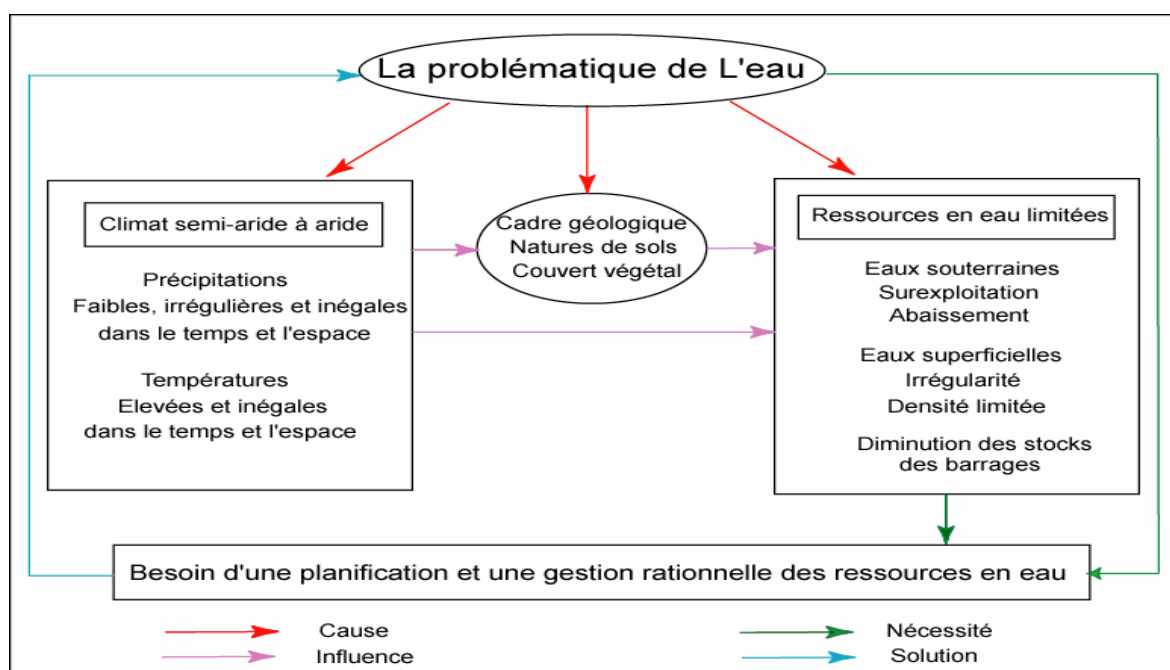 La problématique de L'eau
Climat semi-aride à aride
Précipitations
Faibles, irrégulières et inégales
dans le temps et l'espace
Températures
Elevées et inégales
dans le temps et l'espace
Cadre géologique
Natures de sols
Couvert végétal
Ressources en eau limitées
Eaux souterraines
Surexploitation
Abaissement
Eaux superficielles
Irrégularité
Densité limitée
Diminution des stocks
des barrages
Besoin d'une planification et une gestion rationnelle des ressources en eau
Cause
Influence
Nécessité
Solution